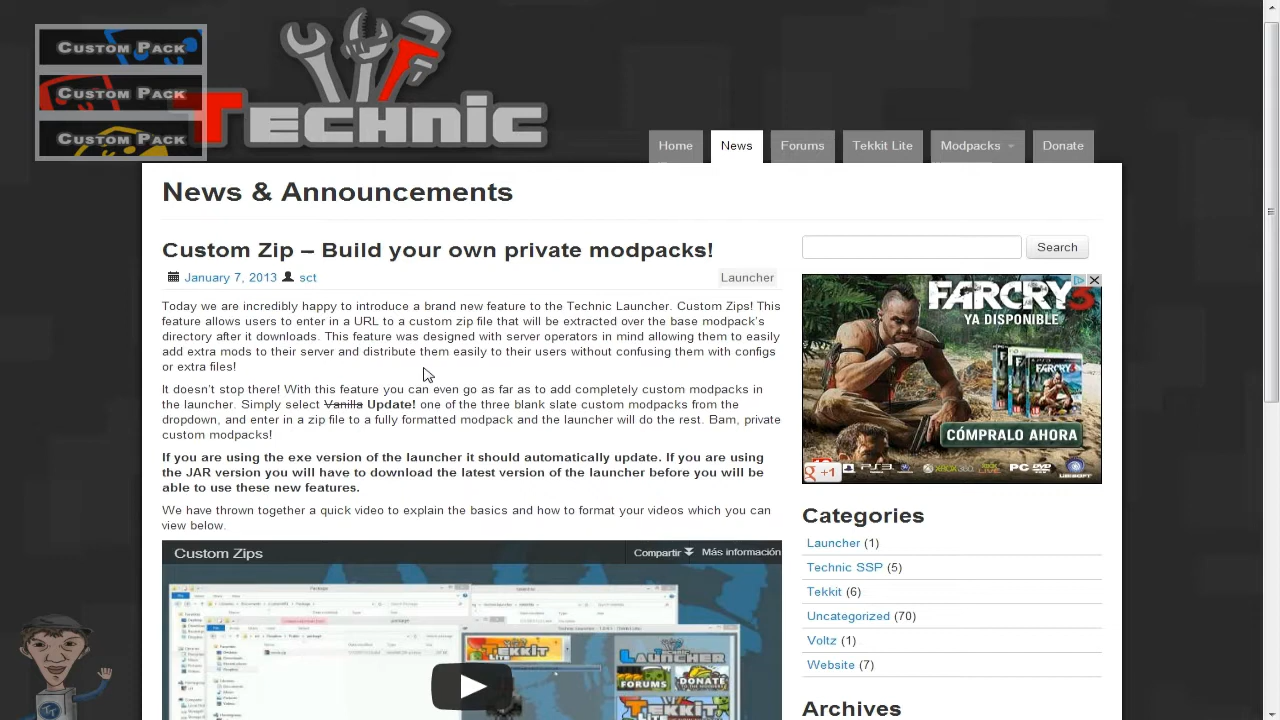 Custom Pack
Custom Pack
Custom Pack
Technic
Home
News
Forums
Tekkit Lite
Modpacks
Donate
News & Announcements
Custom Zip – Build your own private modpacks!
January 7, 2013 sct
Launcher
Today we are incredibly happy to introduce a brand new feature to the Technic Launcher. Custom Zips! This
feature allows users to enter in a URL to a custom zip file that will be extracted over the base modpack's
directory after it downloads. This feature was designed with server operators in mind allowing them to easily
add extra mods to their server and distribute them easily to their users without confusing them with configs
or extra files!
It doesn't stop there! With this feature you can even go as far as to add completely custom modpacks in
the launcher. Simply select Vanilla Update! one of the three blank slate custom modpacks from the
dropdown, and enter in a zip file to a fully formatted modpack and the launcher will do the rest. Bam, private
custom modpacks!
If you are using the exe version of the launcher it should automatically update. If you are using
the JAR version you will have to download the latest version of the launcher before you will be
able to use these new features.
We have thrown together a quick video to explain the basics and how to format your videos which you can
view below.
Custom Zips
Compartir
Más información
TEKKIT
LITE
LAUNCHER
FORUMS
DONATE
TEKKIT
Search
FARCRY 3
YA DISPONIBLE
CÓMPRALO AHORA
g +1
PS3
XBOX 360
PC DVD
UBISOFT
Categories
Launcher (1)
Technic SSP (5)
Tekkit (6)
Uncategorized (70)
Voltz (1)
Website (7)
Archives